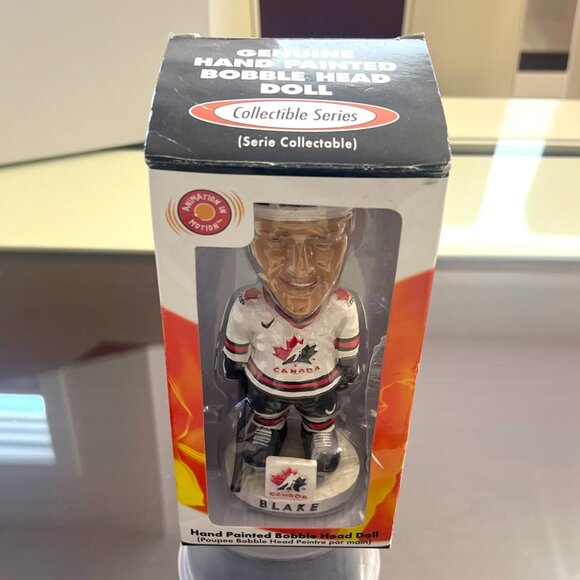 GENUINE
HAND PAINTED
BOBBLE HEAD
DOLL
Collectible Series
(Serie Collectable)
ANIMATION IN
MOTION
CANADA
CANADA
BLAKE
Hand Painted Bobble Head Doll
(Poupee Bobble Head Peintre par main)